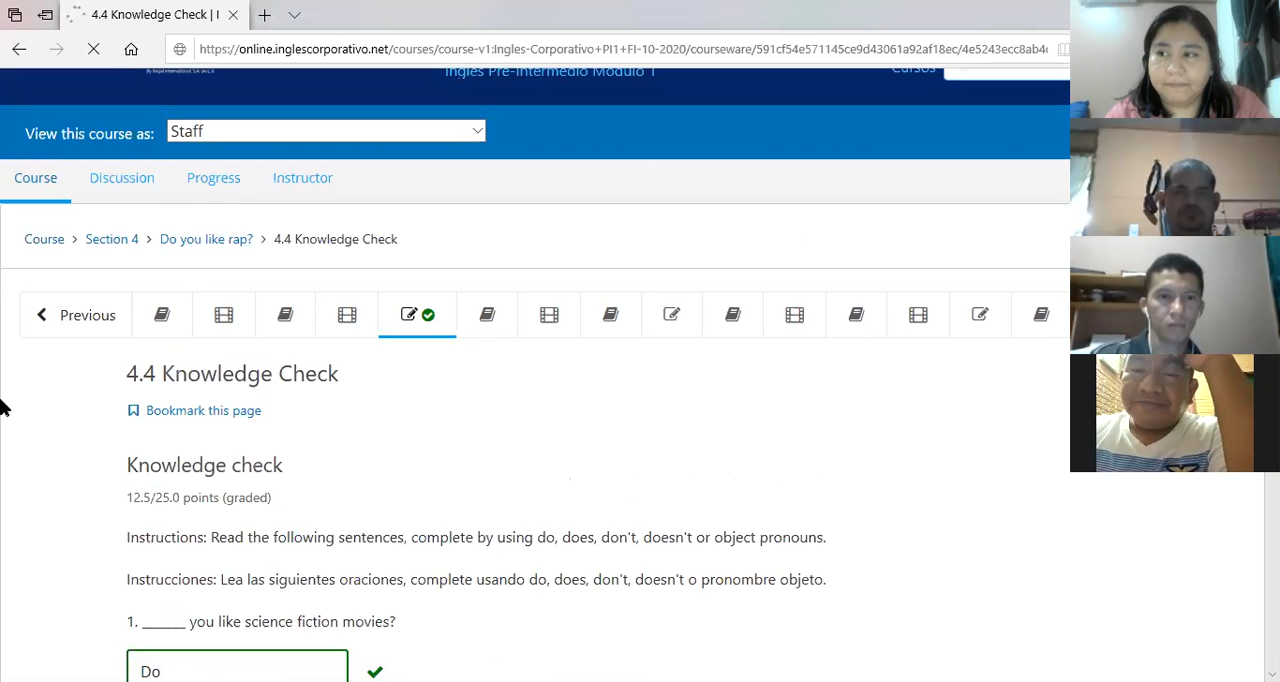 4.4 Knowledge Check | I
https://online.inglescorporativo.net/courses/course-v1:Ingles-Corporativo+PI1+FI-10-2020/courseware/591cf54e571145ce9d43061a92af18ec/4e5243ecc8ab4c
Ingles Pre-Intermedio Modulo 1
Cursos
View this course as:
Staff
Course
Discussion
Progress
Instructor
Course > Section 4 > Do you like rap? > 4.4 Knowledge Check
Previous
4.4 Knowledge Check
Bookmark this page
Knowledge check
12.5/25.0 points (graded)
Instructions: Read the following sentences, complete by using do, does, don't, doesn't or object pronouns.
Instrucciones: Lea las siguientes oraciones, complete usando do, does, don't, doesn't o pronombre objeto.
1. ______ you like science fiction movies?
Do